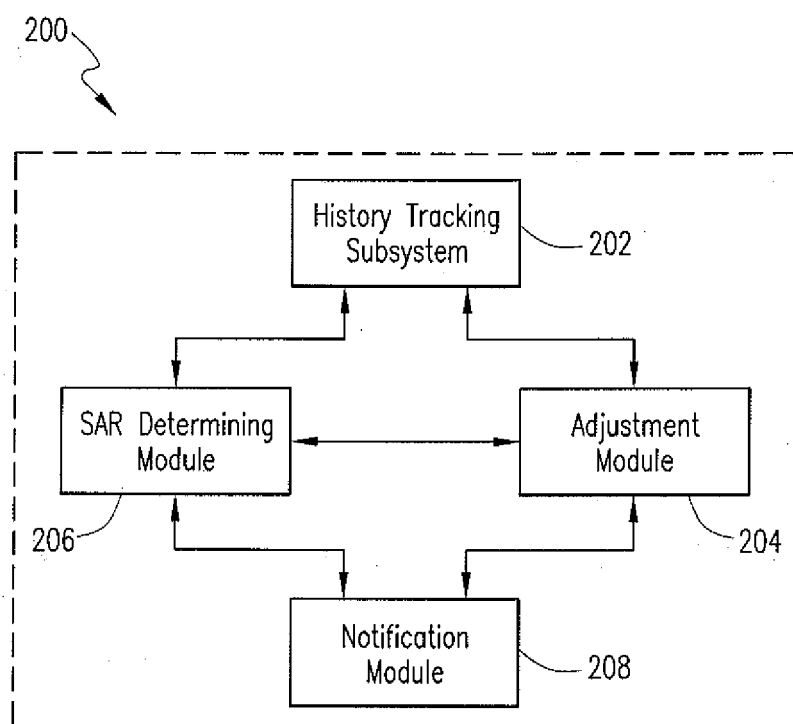 200
History Tracking
Subsystem
202
SAR Determining
Module
206
Adjustment
Module
204
Notification
Module
208